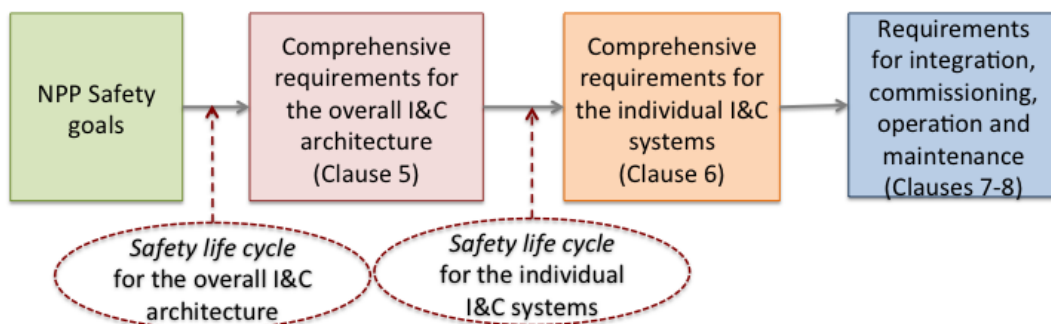 NPP Safety
goals
Comprehensive
requirements for
the overall I&C
architecture
(Clause 5)
Comprehensive
requirements for
the individual I&C
systems
(Clause 6)
Requirements
for integration,
commissioning,
operation and
maintenance
(Clauses 7-8)
Safety life cycle
for the overall I&C
architecture
Safety life cycle
for the individual
I&C systems